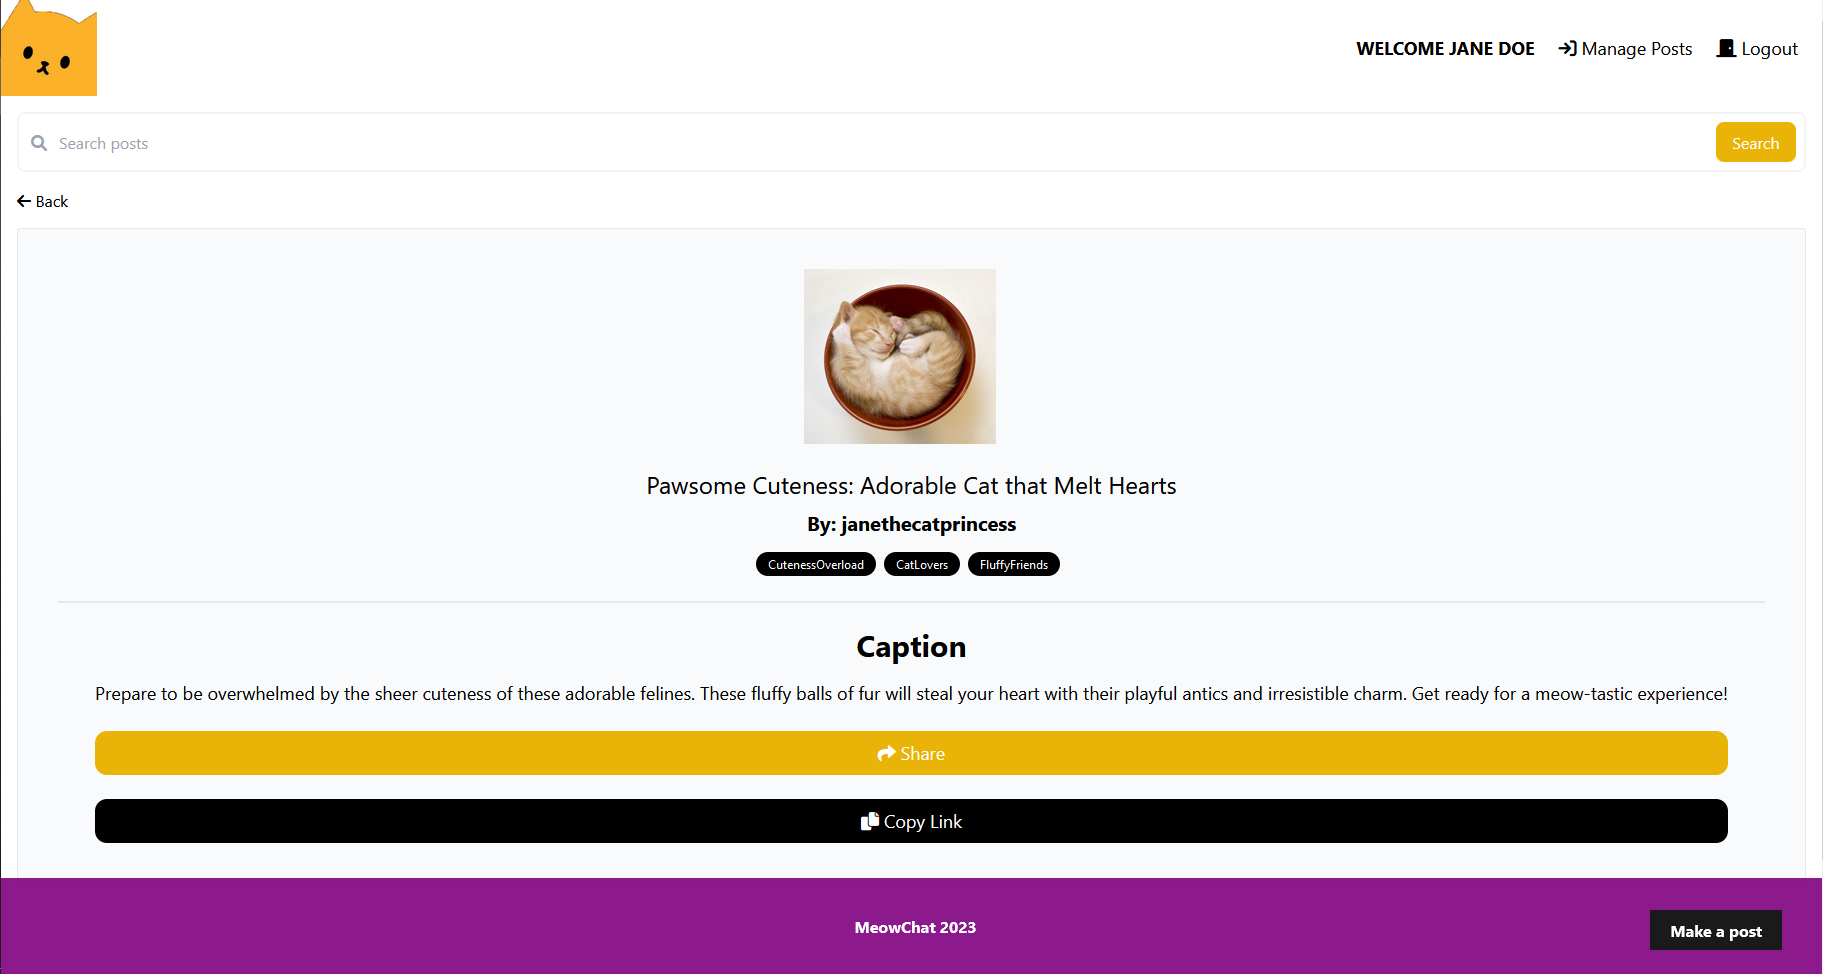 WELCOME JANE DOE Manage Posts Logout
Search posts Search
Back
Pawsome Cuteness: Adorable Cat that Melt Hearts
By: janethecatprincess
CutenessOverload CatLovers FluffyFriends
Caption
Prepare to be overwhelmed by the sheer cuteness of these adorable felines. These fluffy balls of fur will steal your heart with their playful antics and irresistible charm. Get ready for a meow-tastic experience!
Share
Copy Link
MeowChat 2023
Make a post